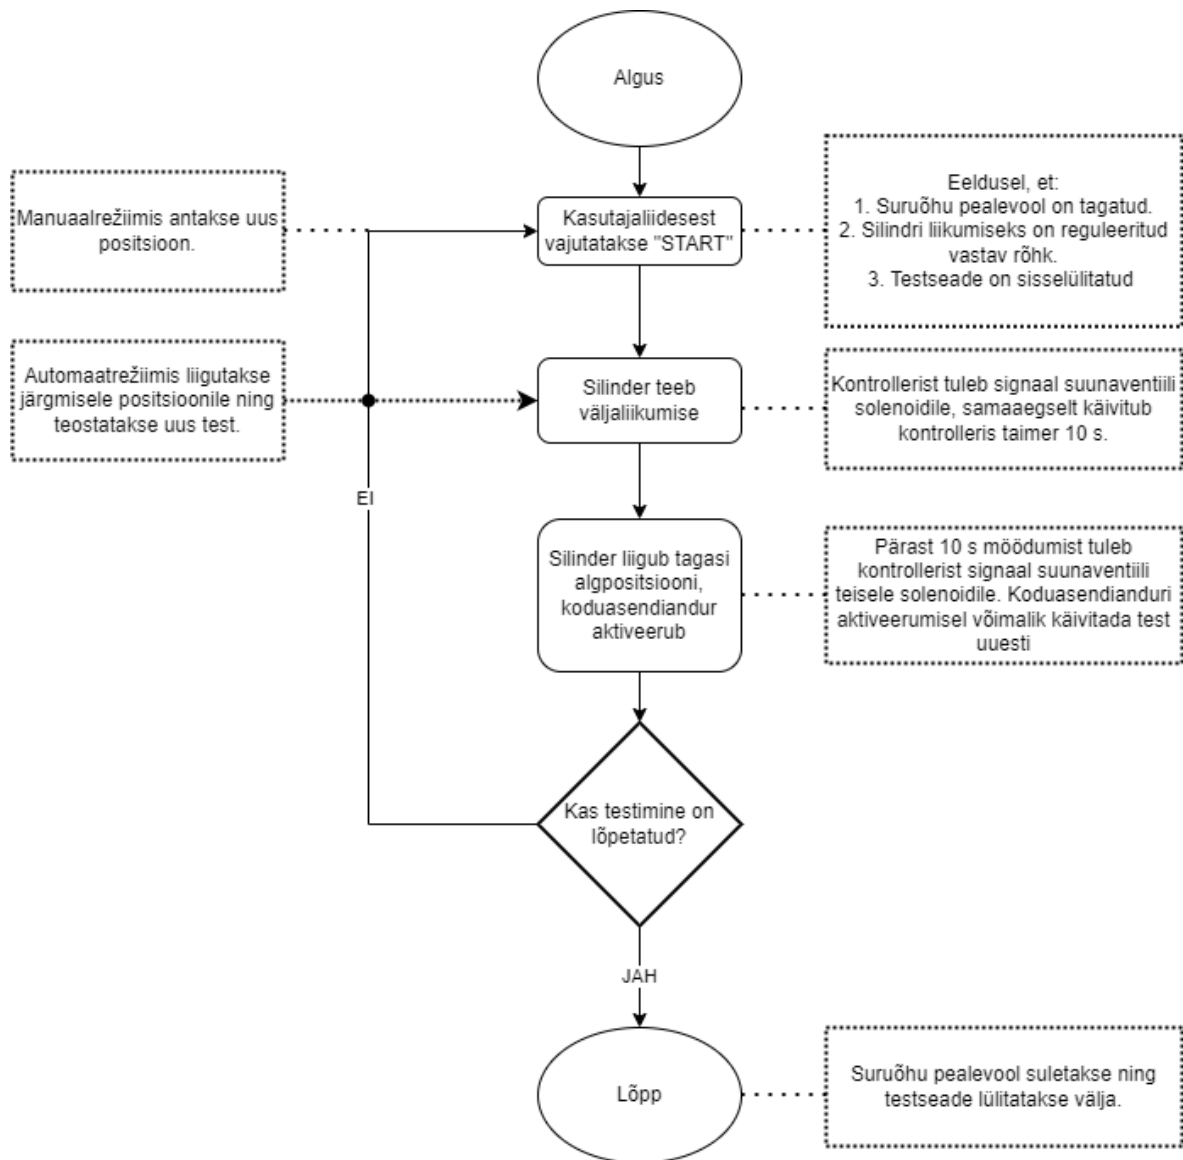 Algus
Manuaalrežiimis antakse uus
positsioon.
Kasutajaliidesest
vajutatakse "START"
Eeldusel, et:
1. Suruõhu pealevool on tagatud.
2. Silindri liikumiseks on reguleeritud
vastav rõhk.
3. Testseade on sisselülitatud
Automaatrežiimis liigutakse
järgmisele positsioonile ning
teostatakse uus test.
Silinder teeb
väljaliikumise
Kontrollerist tuleb signaal suunaventiili
solenoidile, samaaegselt käivitub
kontrolleris taimer 10 s.
EI
Silinder liigub tagasi
algpositsiooni,
koduasendiandur
aktiveerub
Pärast 10 s möödumist tuleb
kontrollerist signaal suunaventiili
teisele solenoidile. Koduasendianduri
aktiveerumisel võimalik käivitada test
uuesti
Kas testimine on
lõpetatud?
JAH
Lõpp
Suruõhu pealevool suletakse ning
testseade lülitatakse välja.